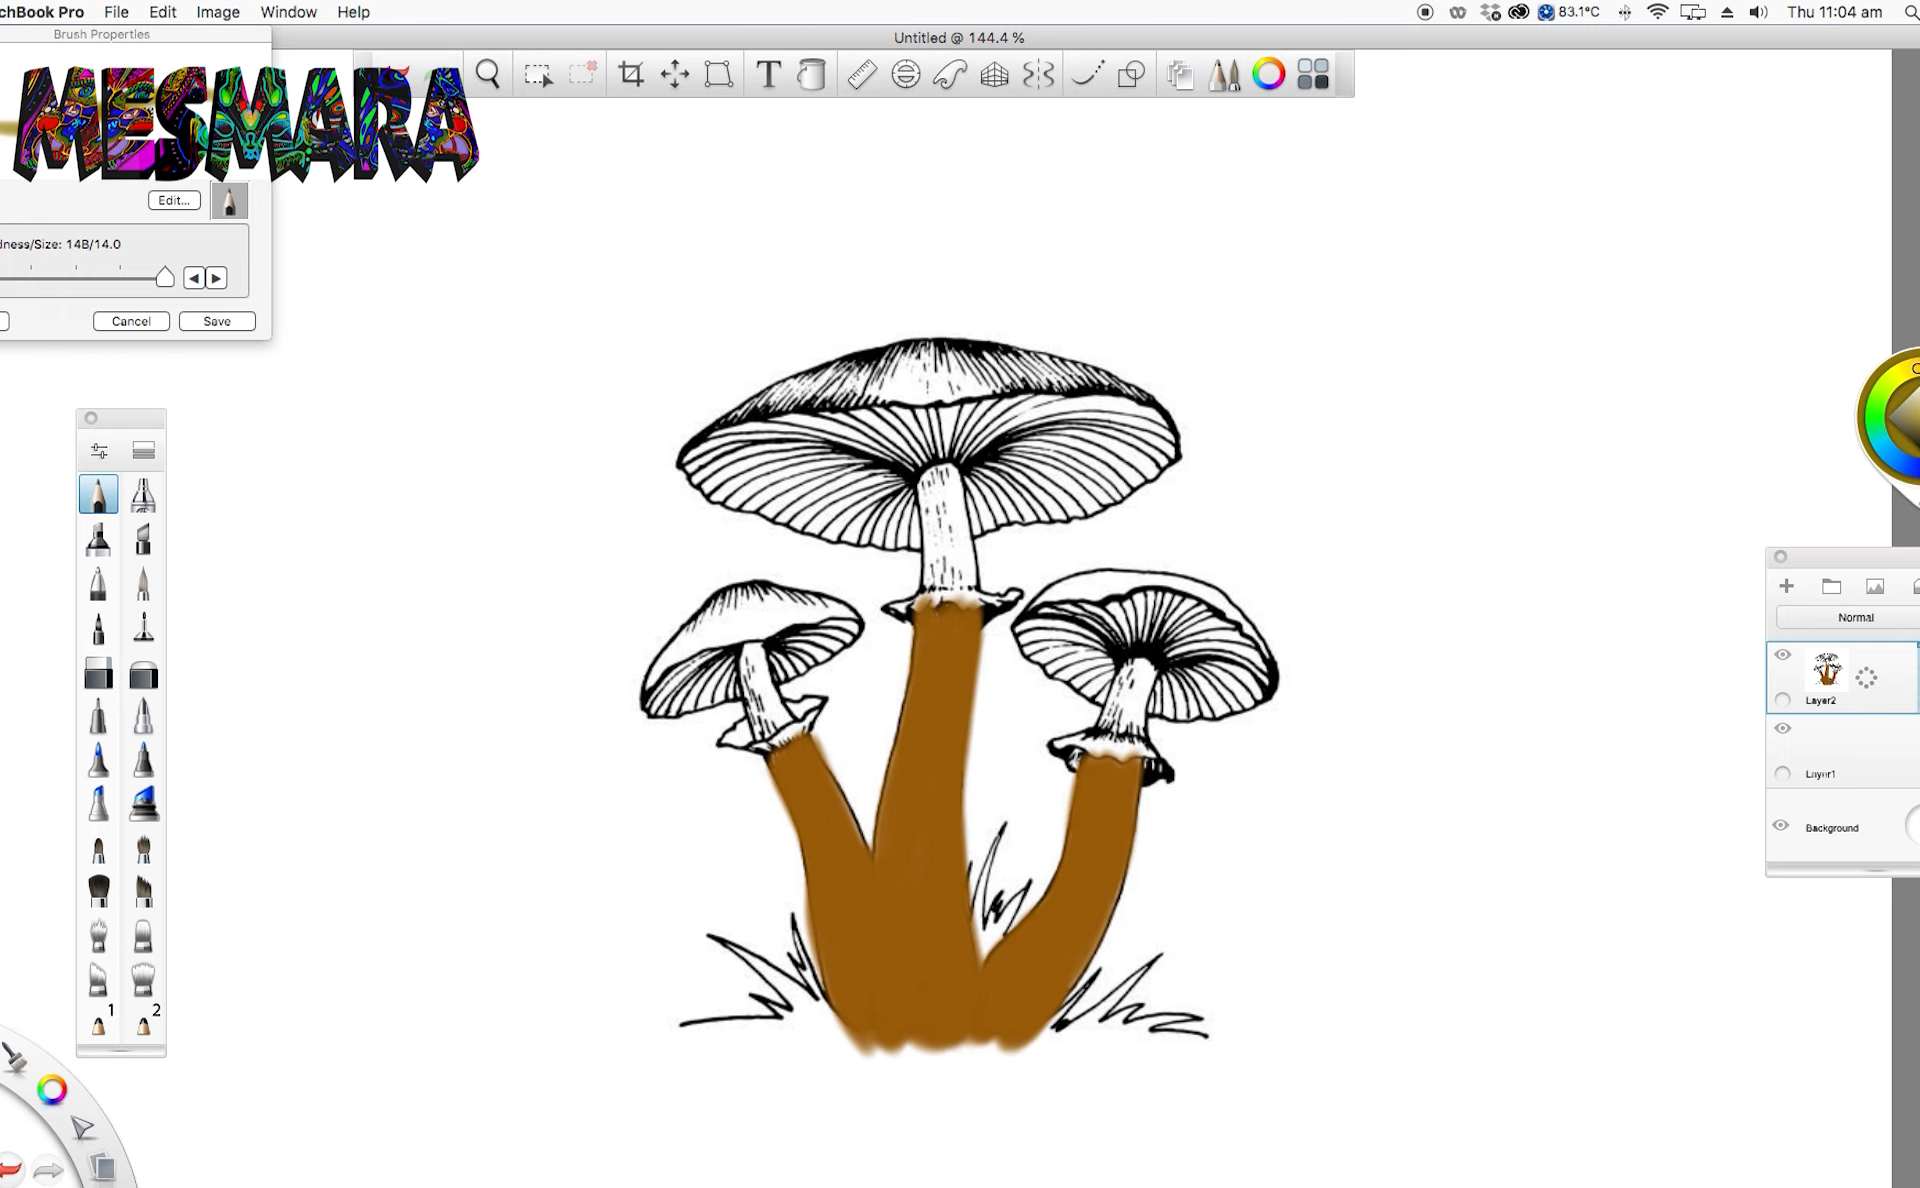 chBook Pro File Edit Image Window Help 83.1°C Thu 11:04 am
Brush Properties
Untitled @ 144.4 %
T
MESMARA
Edit...
dness/Size: 14B/14.0
Cancel Save
Normal
Layer2
Layer1
Background
1 2